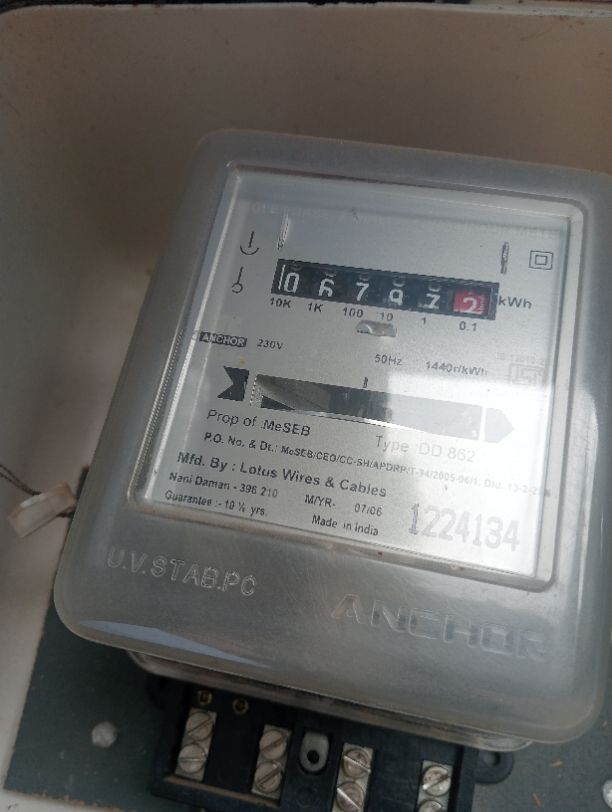 0 6 7 9 7 2 kWh
10K 1K 100 10 1 0.1
ANCHOR 230V
50Hz 1440r/kWh
Prop of :MeSEB Type :DD 862
P.O. No. & Dt.: MeSEB/CEO/CC-SH/APDRP/T-94/2005-06/1. Dtd.
Mfd. By : Lotus Wires & Cables
Nani Daman - 396 210 M/YR- 07/06
Guarantee :- 10 ½ yrs. Made in India
1224134
U.V.STAB.PC
ANCHOR